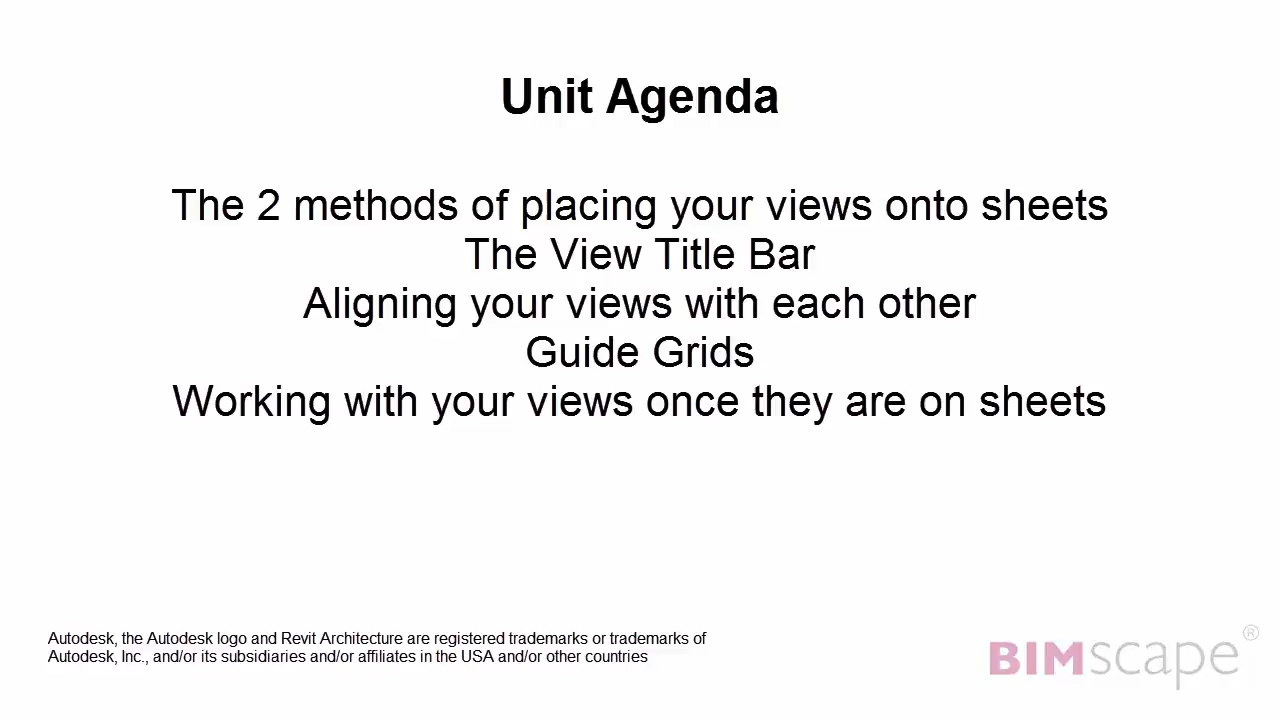 Unit Agenda
The 2 methods of placing your views onto sheets
The View Title Bar
Aligning your views with each other
Guide Grids
Working with your views once they are on sheets
Autodesk, the Autodesk logo and Revit Architecture are registered trademarks or trademarks of
Autodesk, Inc., and/or its subsidiaries and/or affiliates in the USA and/or other countries
BIMscape®